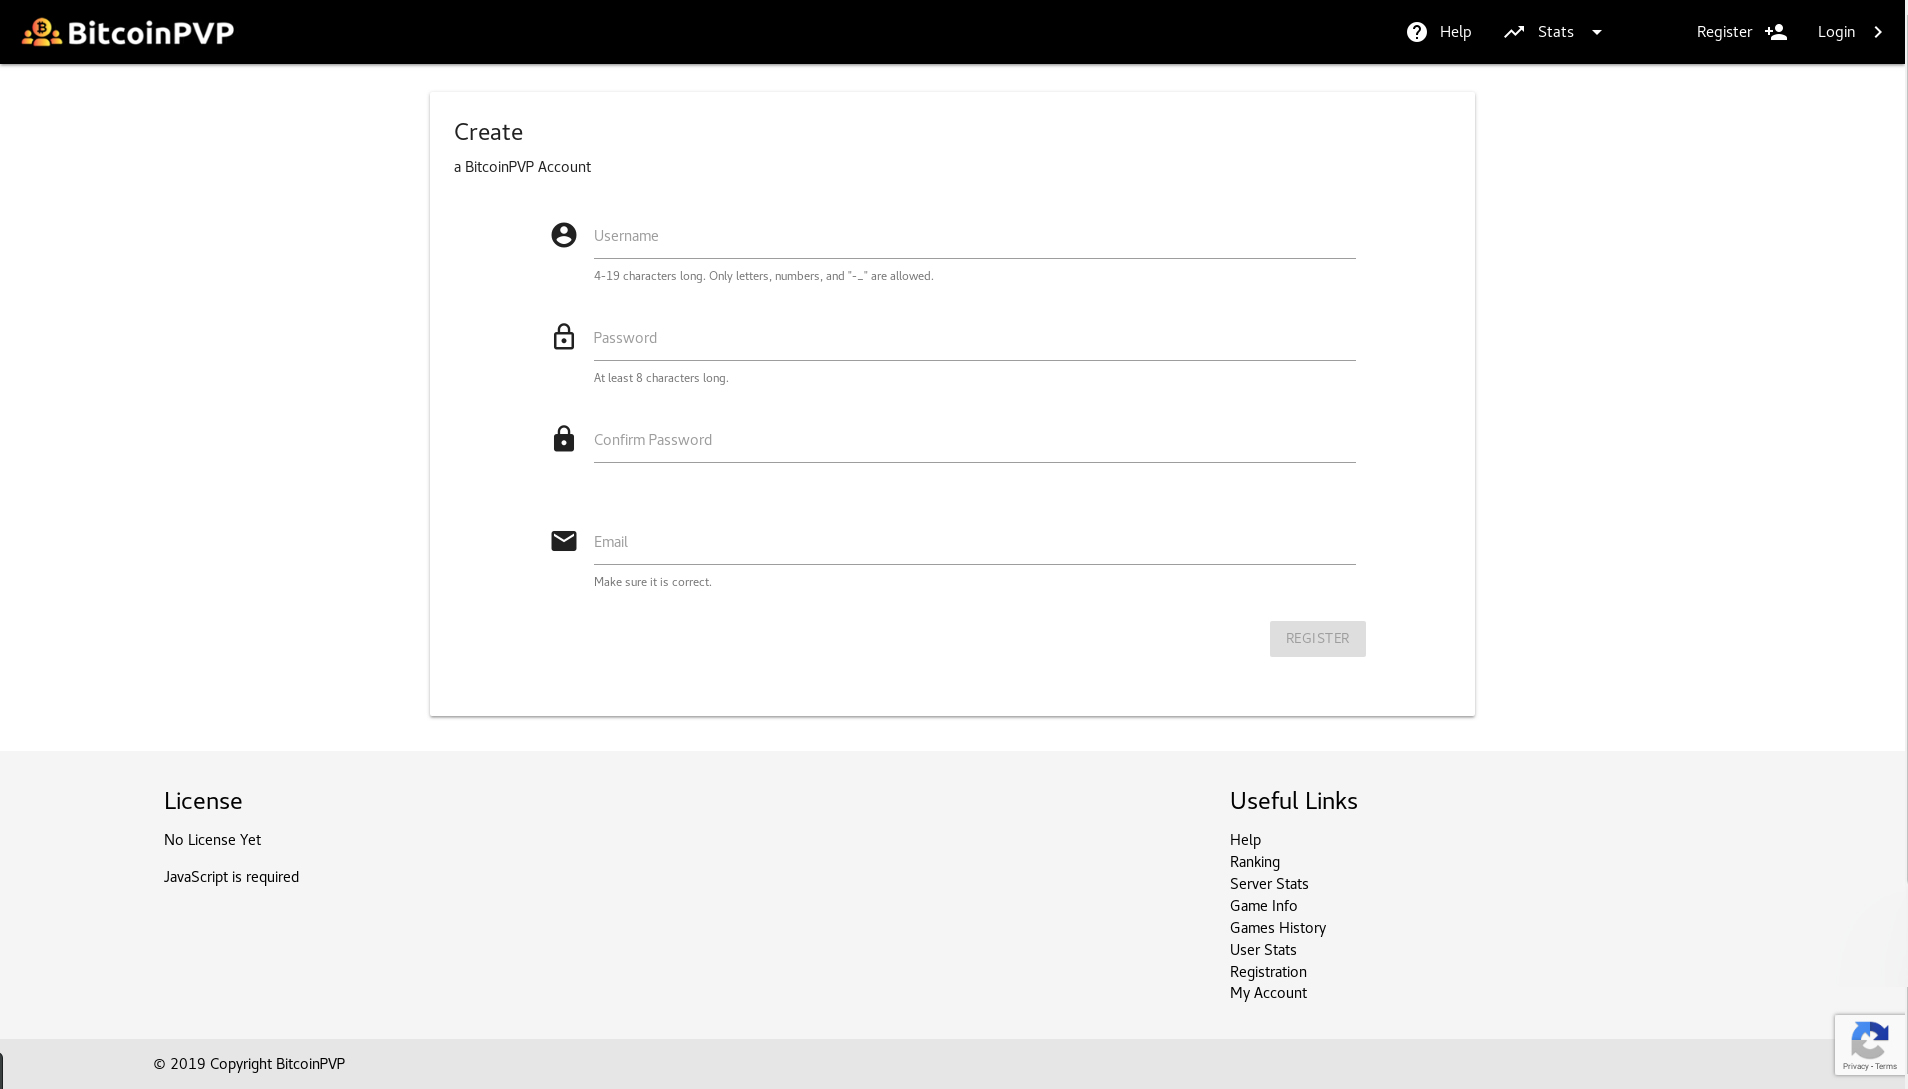 BitcoinPVP
Help
Stats
Register
Login
Create
a BitcoinPVP Account
Username
4-19 characters long. Only letters, numbers, and "-_" are allowed.
Password
At least 8 characters long.
Confirm Password
Email
Make sure it is correct.
REGISTER
License
No License Yet
JavaScript is required
Useful Links
Help
Ranking
Server Stats
Game Info
Games History
User Stats
Registration
My Account
Privacy - Terms
© 2019 Copyright BitcoinPVP